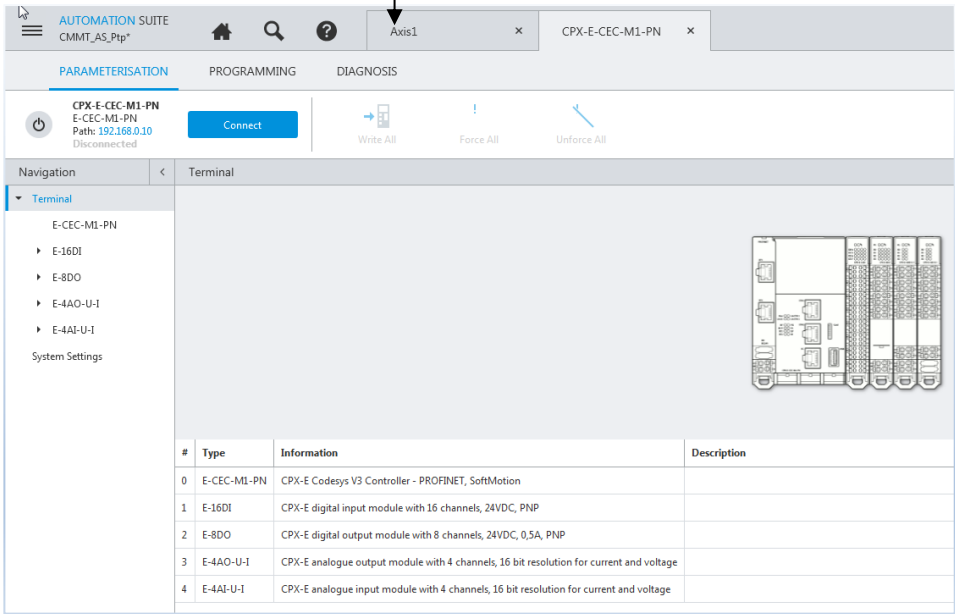 AUTOMATION SUITE
CMMT_AS_Ptp*
Axis1 ×
CPX-E-CEC-M1-PN ×
PARAMETERISATION PROGRAMMING DIAGNOSIS
CPX-E-CEC-M1-PN
E-CEC-M1-PN
Path: 192.168.0.10
Disconnected
Connect
Write All
Force All
Unforce All
Navigation <
Terminal
Terminal
E-CEC-M1-PN
E-16DI
E-8DO
E-4AO-U-I
E-4AI-U-I
System Settings
# Type Information Description
0 E-CEC-M1-PN CPX-E Codesys V3 Controller - PROFINET, SoftMotion
1 E-16DI CPX-E digital input module with 16 channels, 24VDC, PNP
2 E-8DO CPX-E digital output module with 8 channels, 24VDC, 0,5A, PNP
3 E-4AO-U-I CPX-E analogue output module with 4 channels, 16 bit resolution for current and voltage
4 E-4AI-U-I CPX-E analogue input module with 4 channels, 16 bit resolution for current and voltage